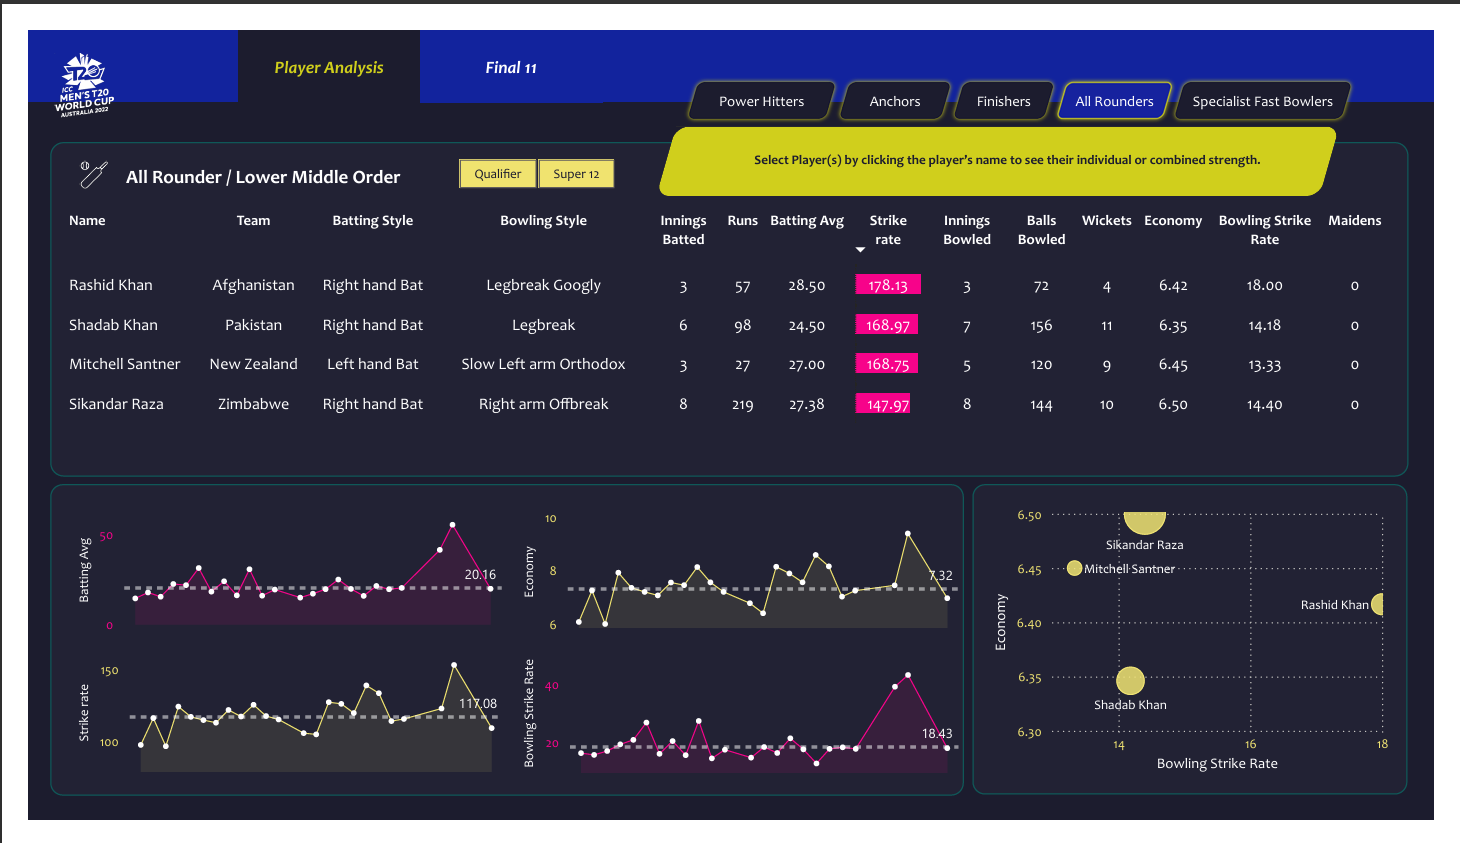 Player Analysis
Final 11
ICC
MEN'S T20
WORLD CUP
AUSTRALIA 2022
Power Hitters
Anchors
Finishers
All Rounders
Specialist Fast Bowlers
Select Player(s) by clicking the player's name to see their individual or combined strength.
All Rounder / Lower Middle Order
Qualifier
Super 12
Name Team Batting Style Bowling Style Innings Batted Runs Batting Avg Strike rate Innings Bowled Balls Bowled Wickets Economy Bowling Strike Rate Maidens
Rashid Khan Afghanistan Right hand Bat Legbreak Googly 3 57 28.50 178.13 3 72 4 6.42 18.00 0
Shadab Khan Pakistan Right hand Bat Legbreak 6 98 24.50 168.97 7 156 11 6.35 14.18 0
Mitchell Santner New Zealand Left hand Bat Slow Left arm Orthodox 3 27 27.00 168.75 5 120 9 6.45 13.33 0
Sikandar Raza Zimbabwe Right hand Bat Right arm Offbreak 8 219 27.38 147.97 8 144 10 6.50 14.40 0
Batting Avg
50
0
20.16
Economy
10
8
6
7.32
Strike rate
150
100
117.08
Bowling Strike Rate
40
20
18.43
Economy
6.50
6.45
6.40
6.35
6.30
Sikandar Raza
Mitchell Santner
Rashid Khan
Shadab Khan
14 16 18
Bowling Strike Rate